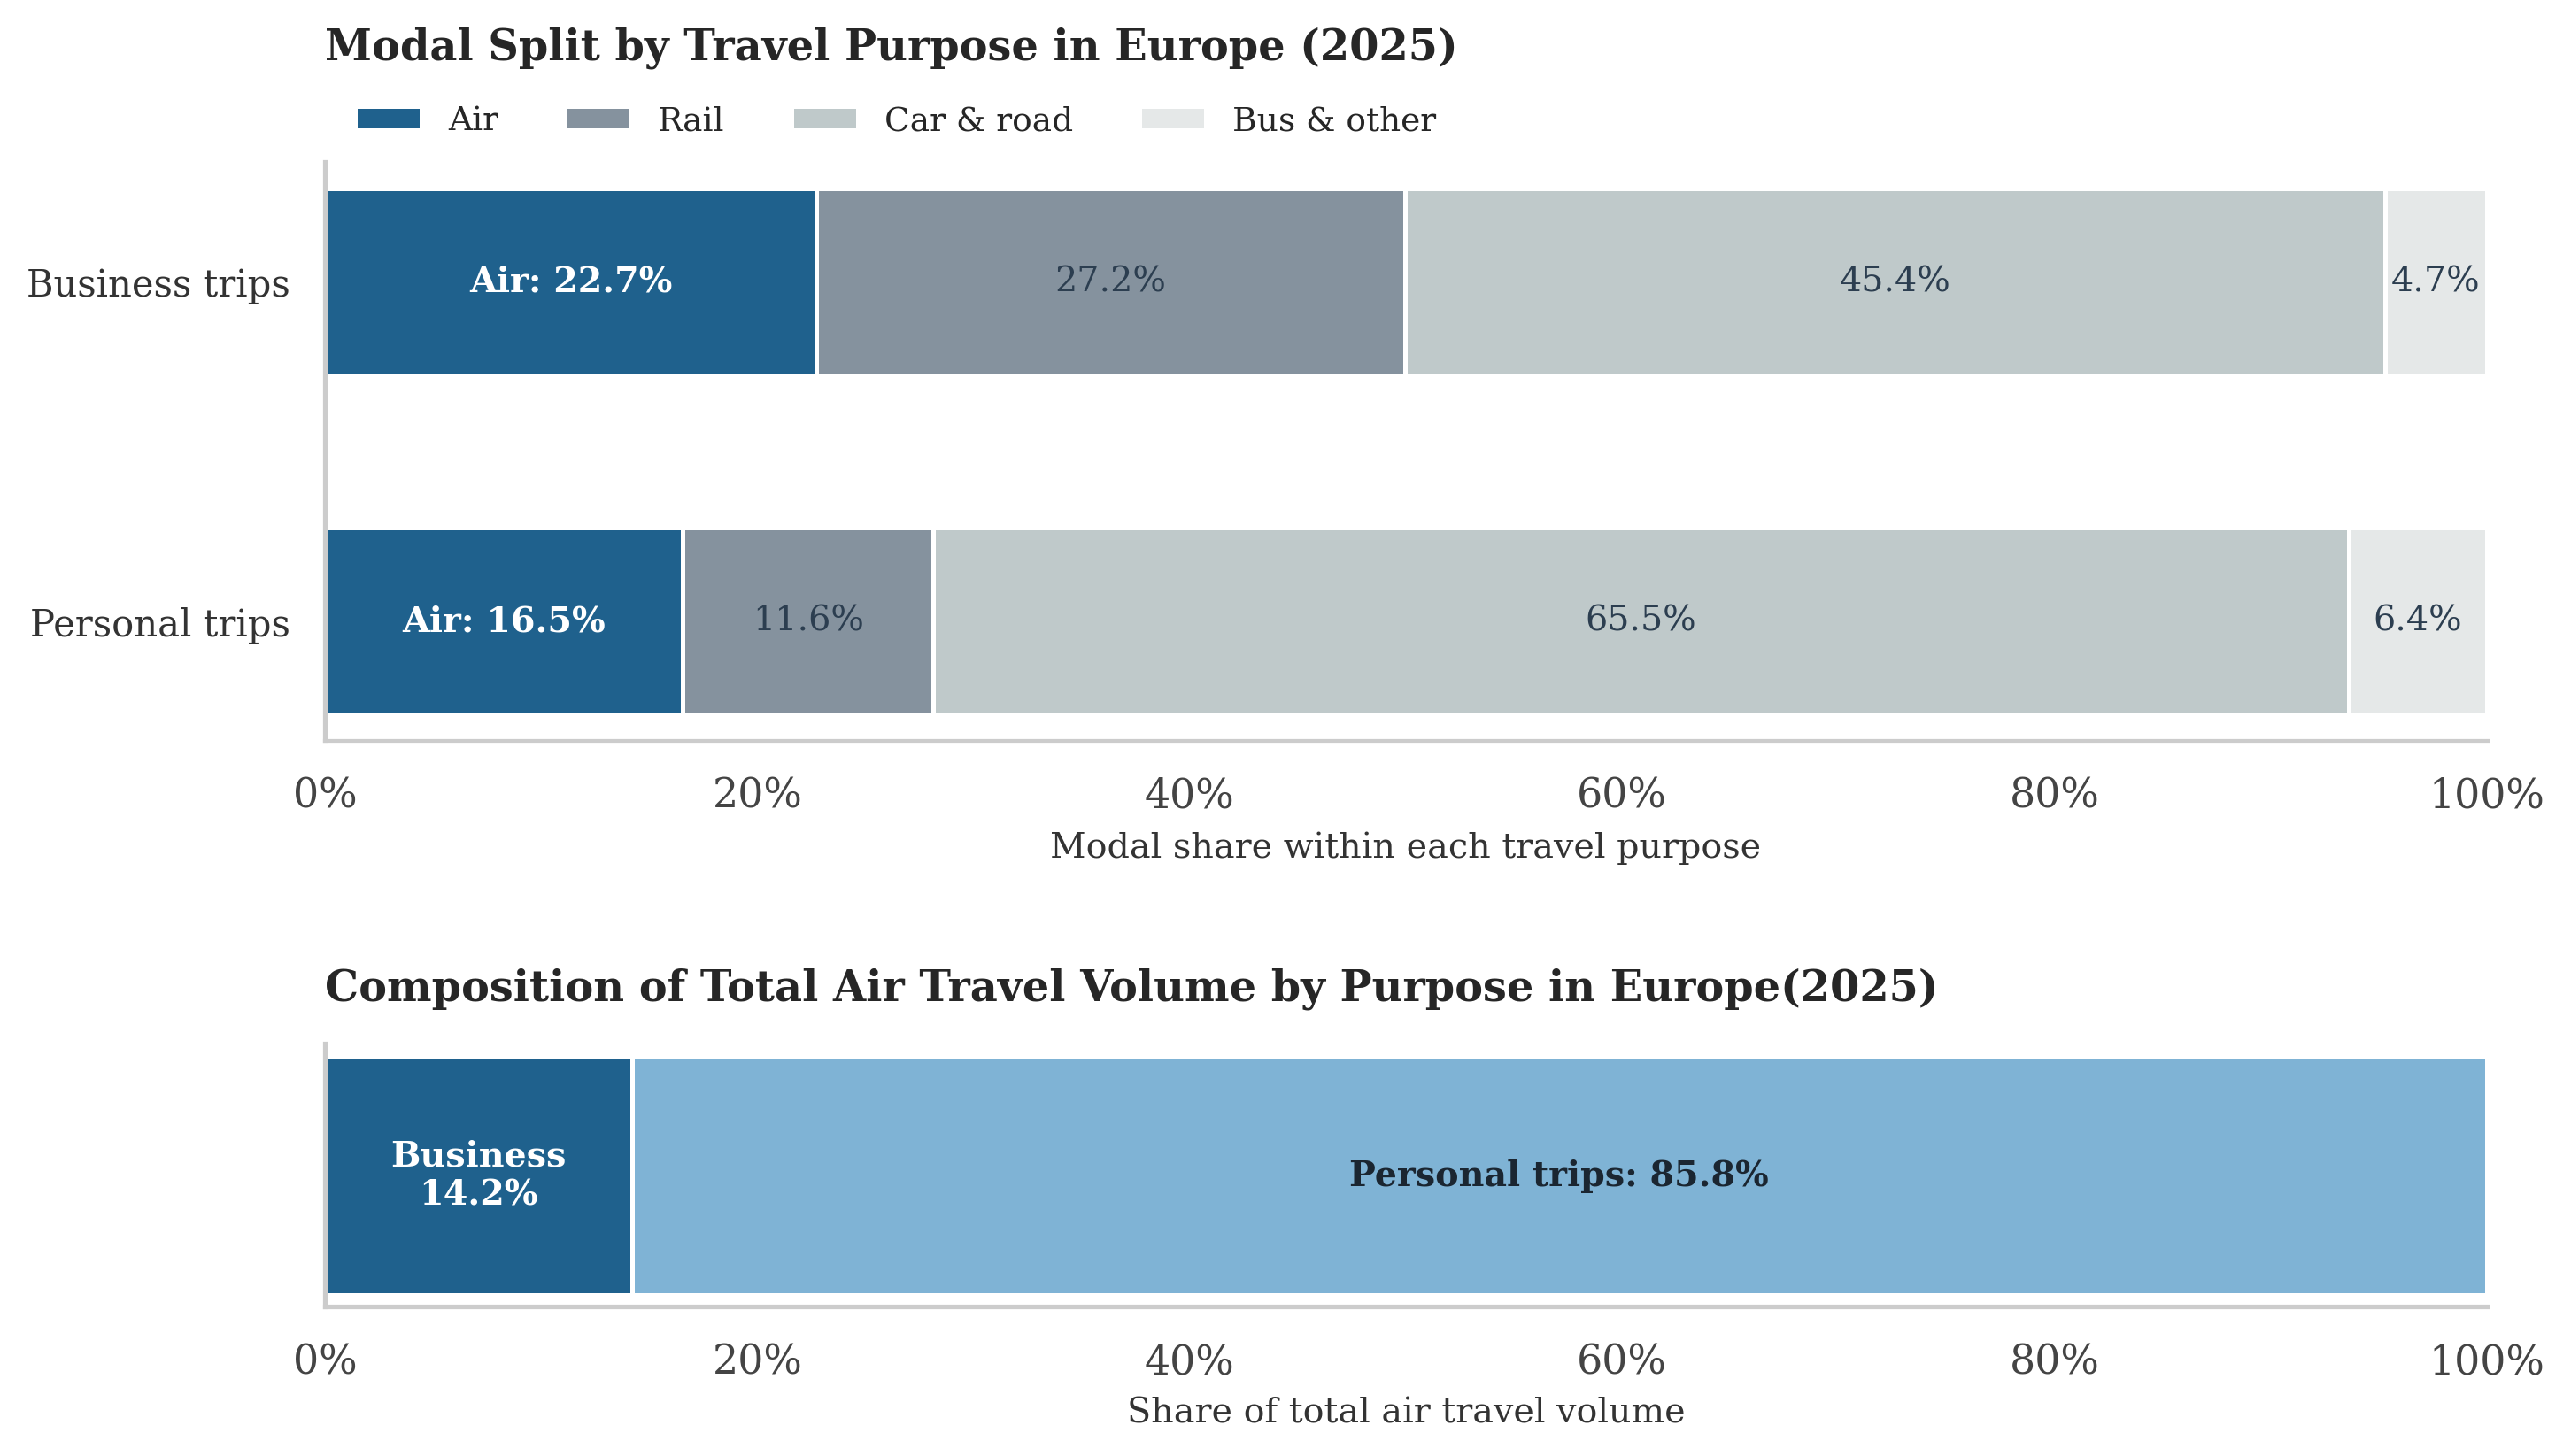 Modal Split by Travel Purpose in Europe (2025)
Air Rail Car & road Bus & other
Business trips Air: 22.7% 27.2% 45.4% 4.7%
Personal trips Air: 16.5% 11.6% 65.5% 6.4%
0% 20% 40% 60% 80% 100%
Modal share within each travel purpose
Composition of Total Air Travel Volume by Purpose in Europe(2025)
Business
14.2%
Personal trips: 85.8%
0% 20% 40% 60% 80% 100%
Share of total air travel volume